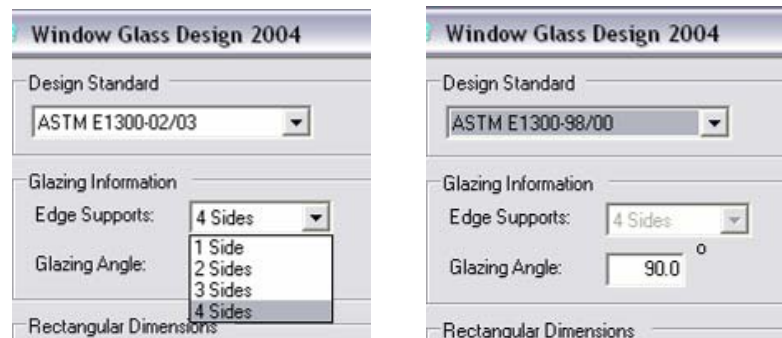 Window Glass Design 2004
Design Standard
ASTM E1300-02/03
Glazing Information
Edge Supports: 4 Sides
1 Side
Glazing Angle: 2 Sides
3 Sides
4 Sides
Rectangular Dimensions
Window Glass Design 2004
Design Standard
ASTM E1300-98/00
Glazing Information
Edge Supports: 4 Sides
Glazing Angle: 90.0 °
Rectangular Dimensions